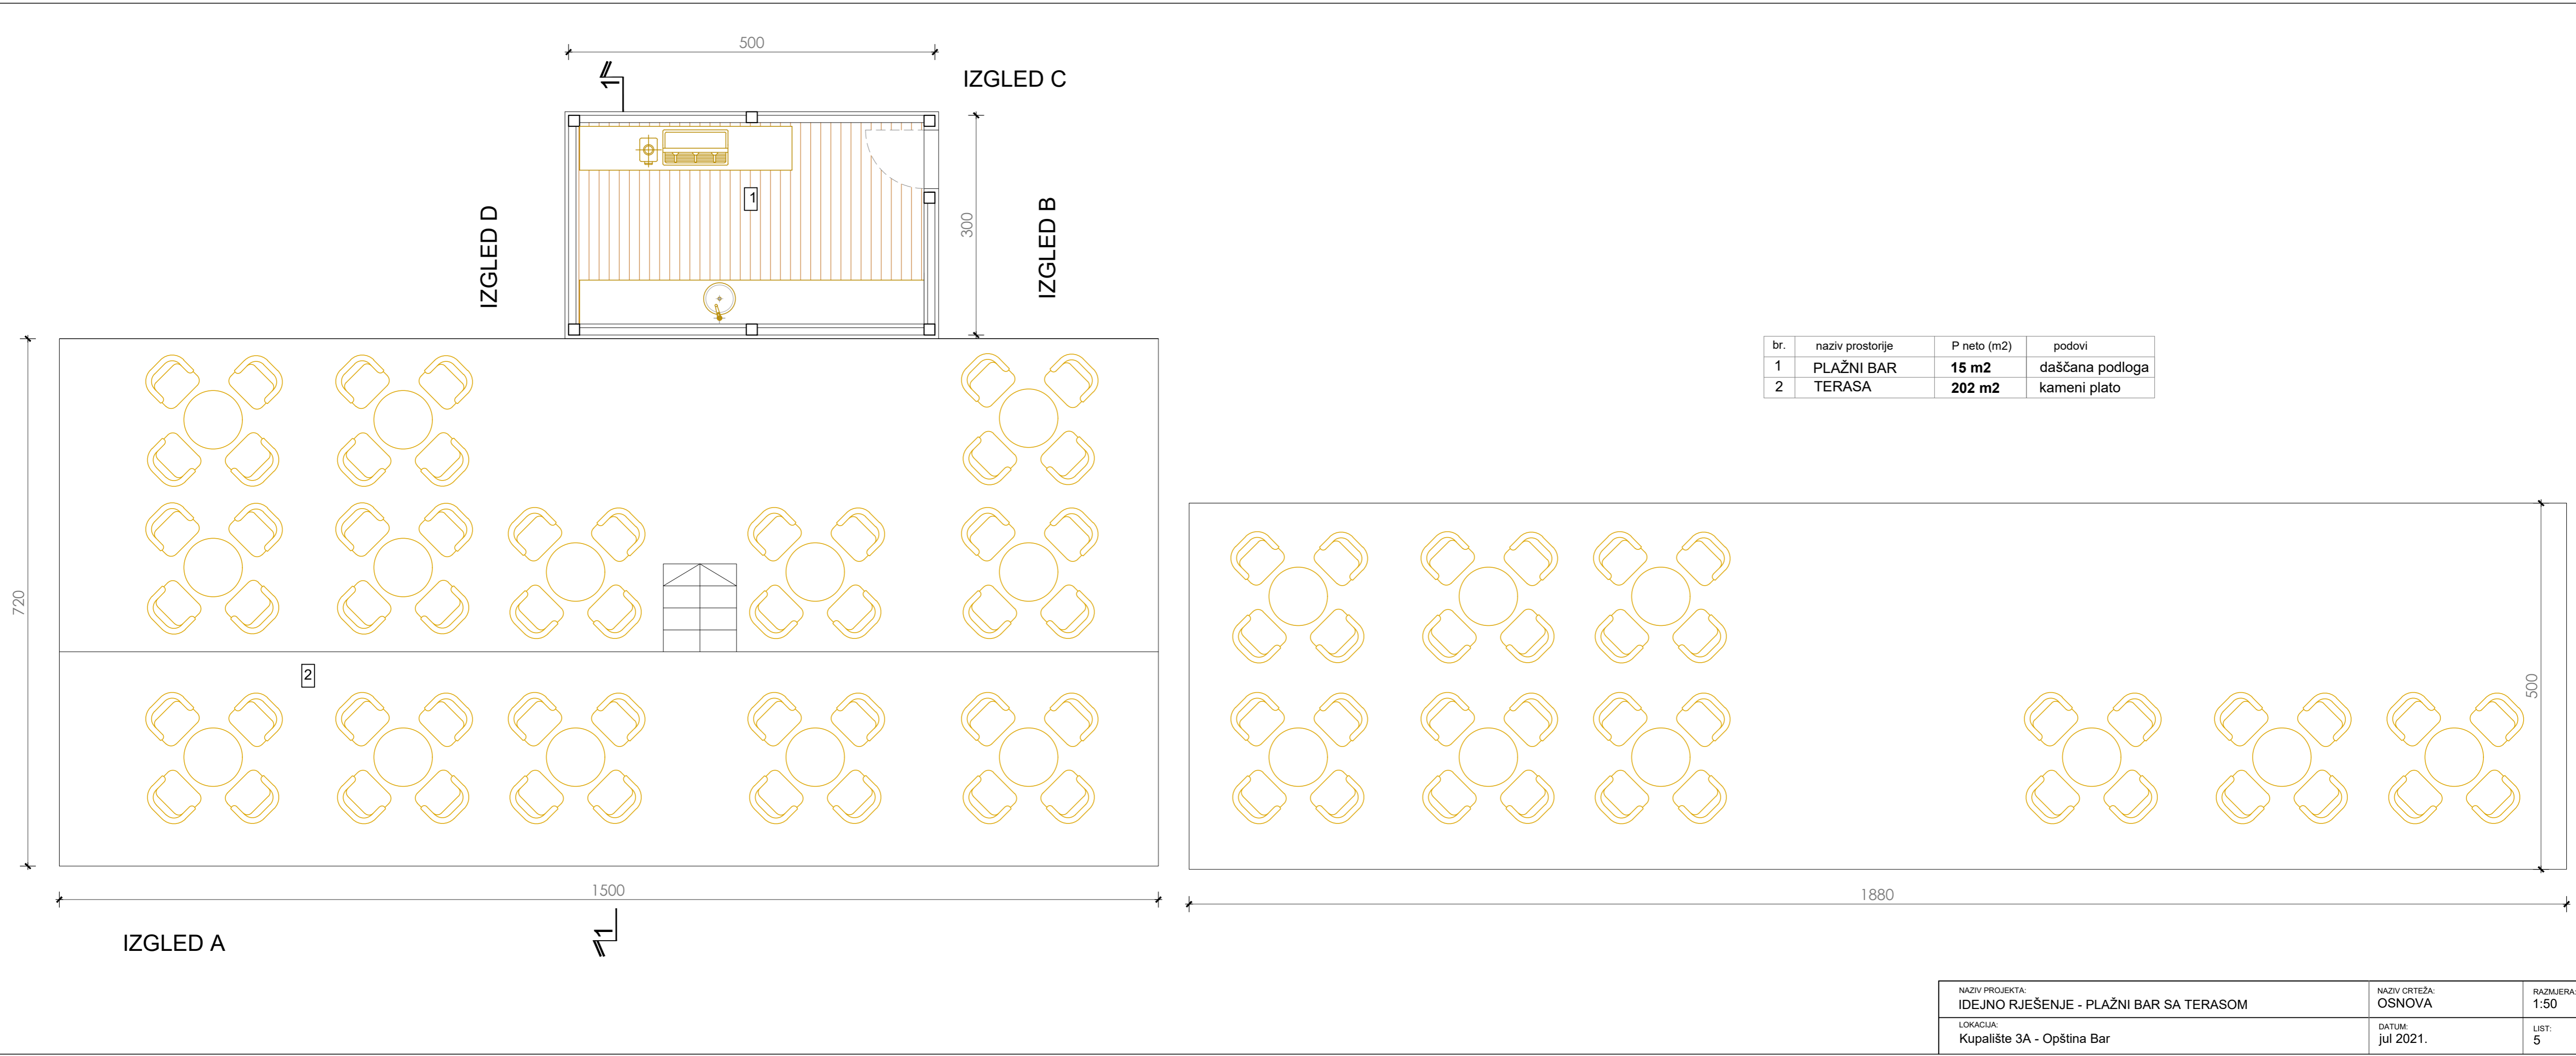 500
1
IZGLED C
IZGLED D
1
300
IZGLED B
br. naziv prostorije P neto (m2) podovi
1 PLAŽNI BAR 15 m2 daščana podloga
2 TERASA 202 m2 kameni plato
720
2
500
1500
1880
IZGLED A
1
NAZIV PROJEKTA: NAZIV CRTEŽA: RAZMJERA:
IDEJNO RJEŠENJE - PLAŽNI BAR SA TERASOM OSNOVA 1:50
LOKACIJA: DATUM: LIST:
Kupalište 3A - Opština Bar jul 2021. 5